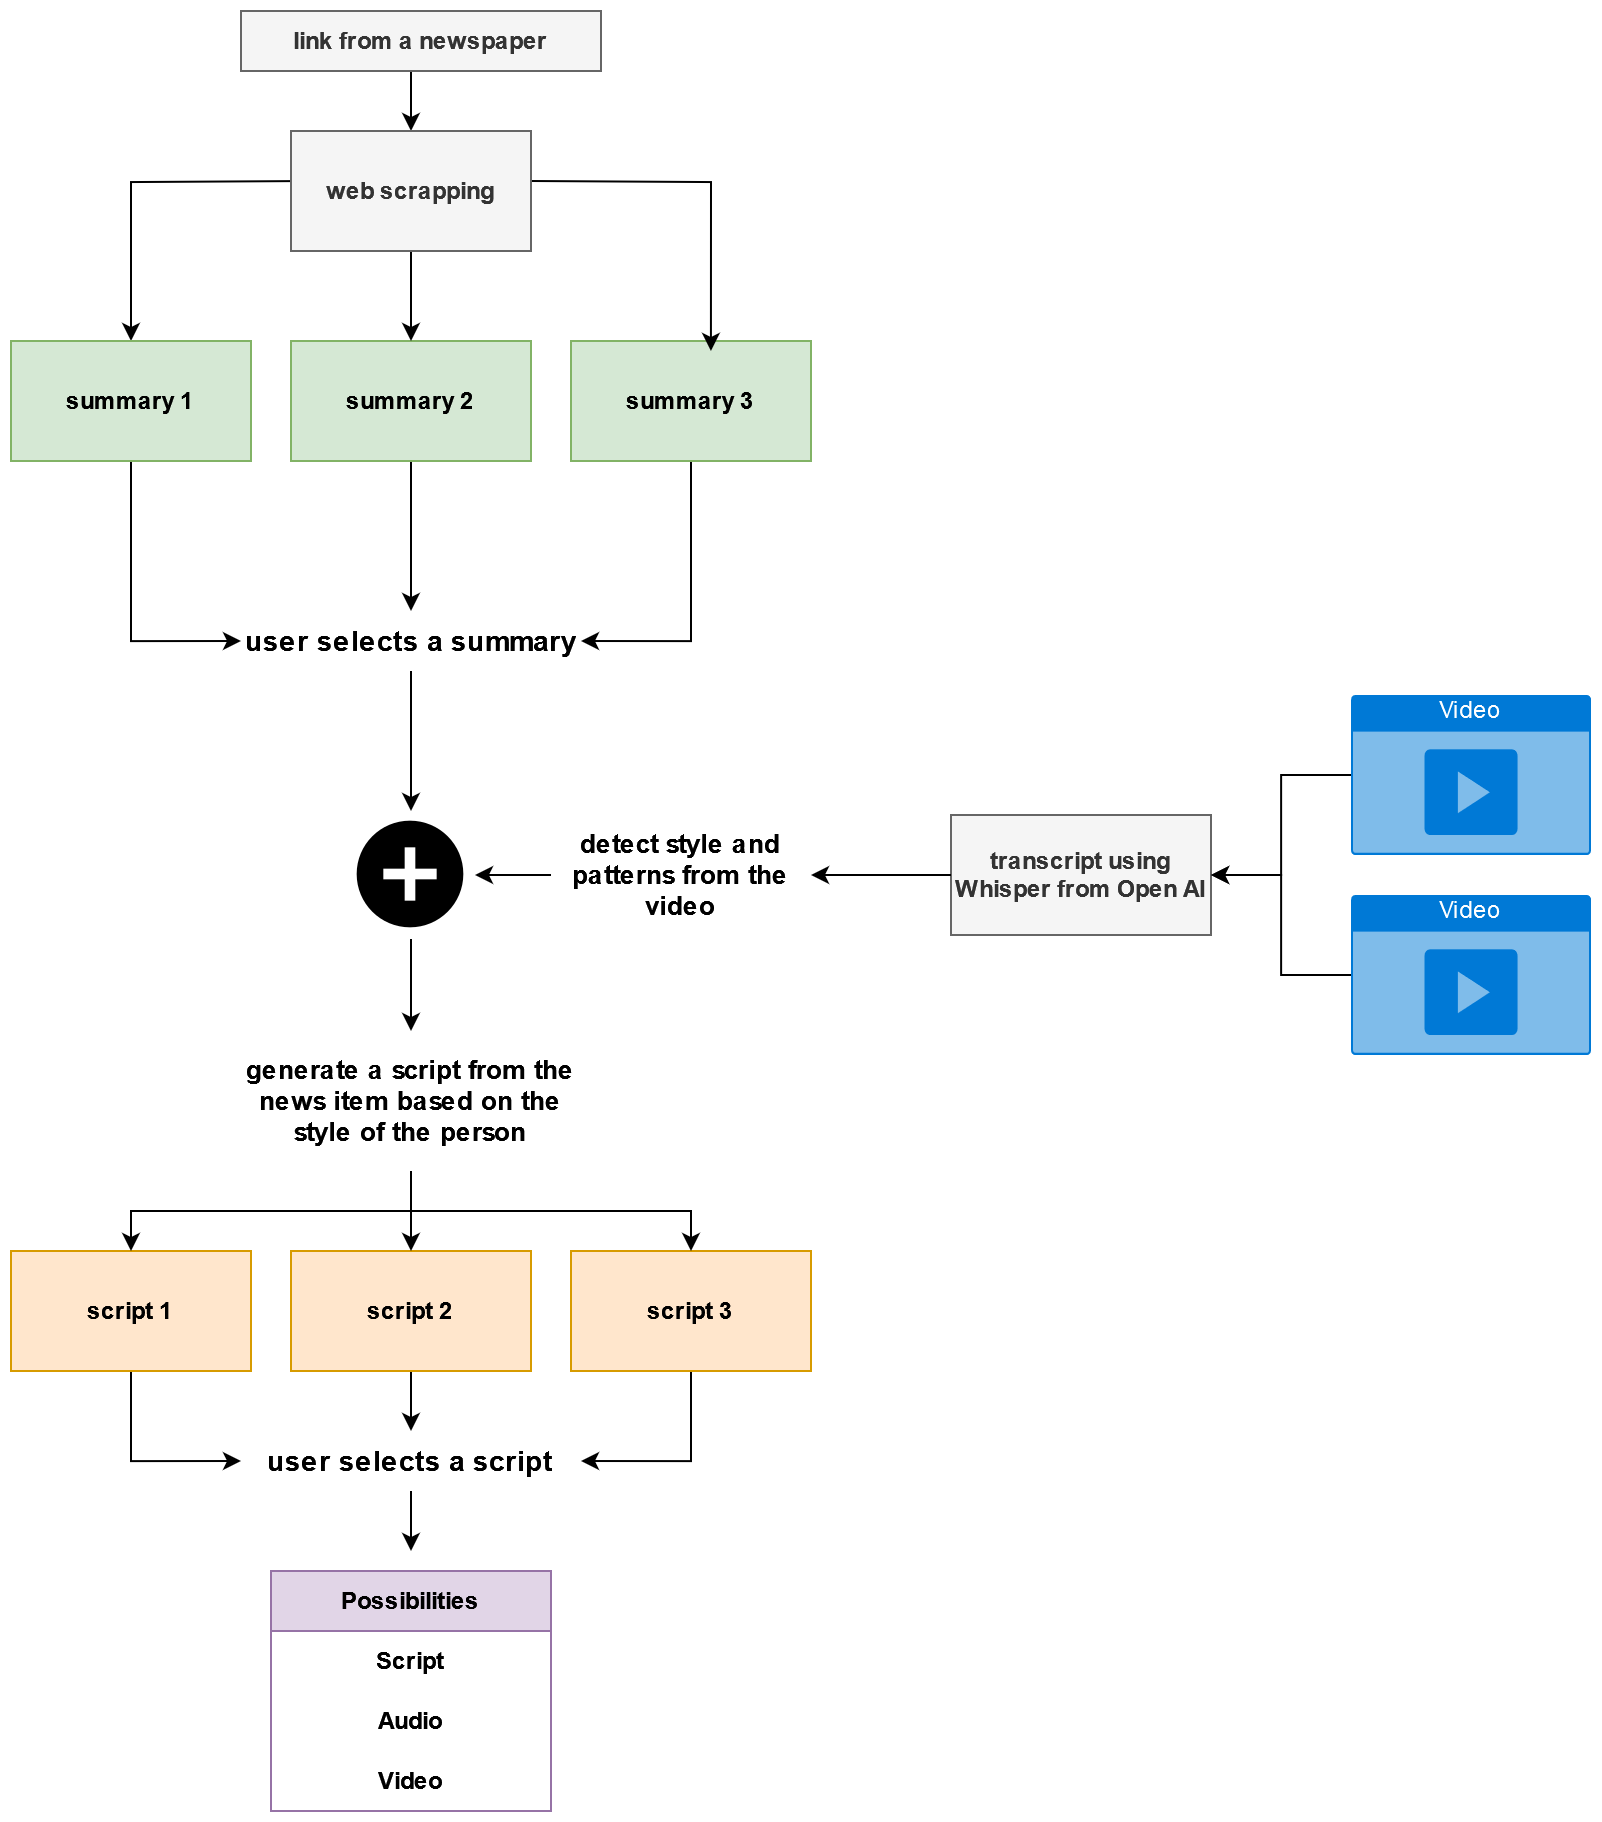 link from a newspaper
web scrapping
summary 1
summary 2
summary 3
user selects a summary
Video
detect style and
patterns from the
video
transcript using
Whisper from Open AI
Video
generate a script from the
news item based on the
style of the person
script 1
script 2
script 3
user selects a script
Possibilities
Script
Audio
Video